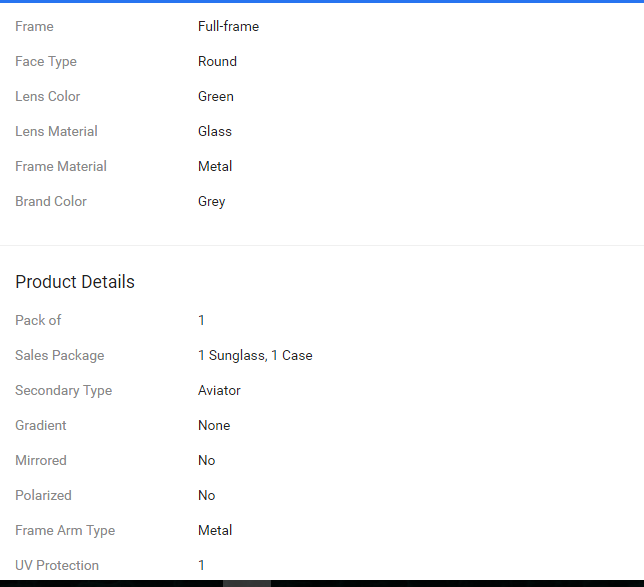 Frame Full-frame
Face Type Round
Lens Color Green
Lens Material Glass
Frame Material Metal
Brand Color Grey
Product Details
Pack of 1
Sales Package 1 Sunglass, 1 Case
Secondary Type Aviator
Gradient None
Mirrored No
Polarized No
Frame Arm Type Metal
UV Protection 1